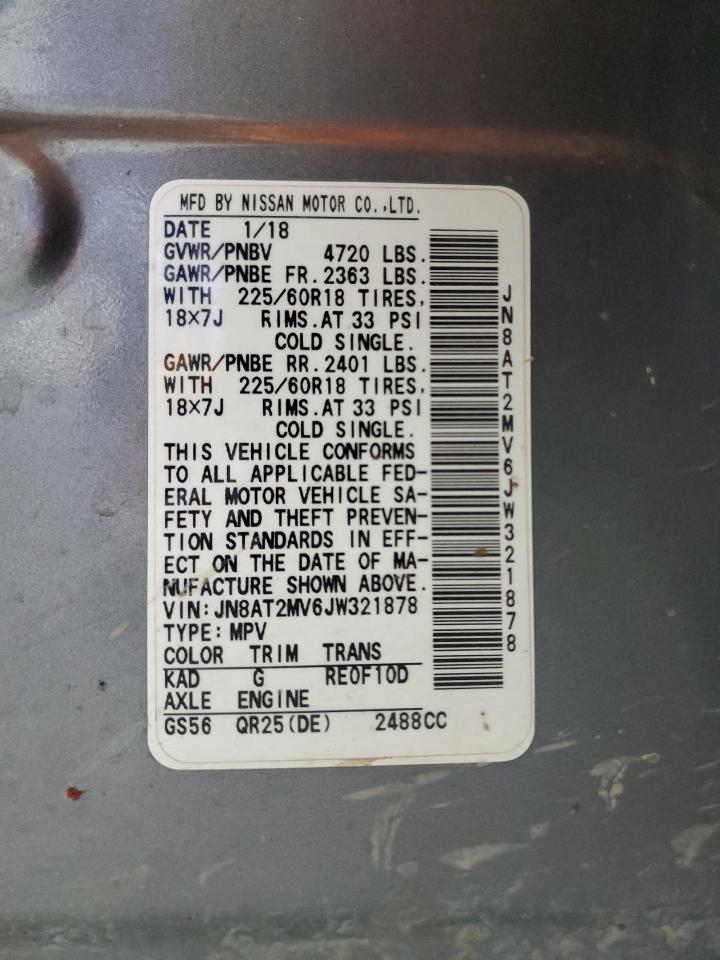 MFD BY NISSAN MOTOR CO.,LTD.
DATE 1/18
GVWR/PNBV 4720 LBS.
GAWR/PNBE FR.2363 LBS.
WITH 225/60R18 TIRES,
18×7J RIMS.AT 33 PSI
COLD SINGLE.
GAWR/PNBE RR.2401 LBS.
WITH 225/60R18 TIRES,
18×7J RIMS.AT 33 PSI
COLD SINGLE.
THIS VEHICLE CONFORMS
TO ALL APPLICABLE FED-
ERAL MOTOR VEHICLE SA-
FETY AND THEFT PREVEN-
TION STANDARDS IN EFF-
ECT ON THE DATE OF MA-
NUFACTURE SHOWN ABOVE.
VIN:JN8AT2MV6JW321878
TYPE:MPV
COLOR TRIM TRANS
KAD G RE0F10D
AXLE ENGINE
GS56 QR25(DE) 2488CC
JN8AT2MV6JW321878